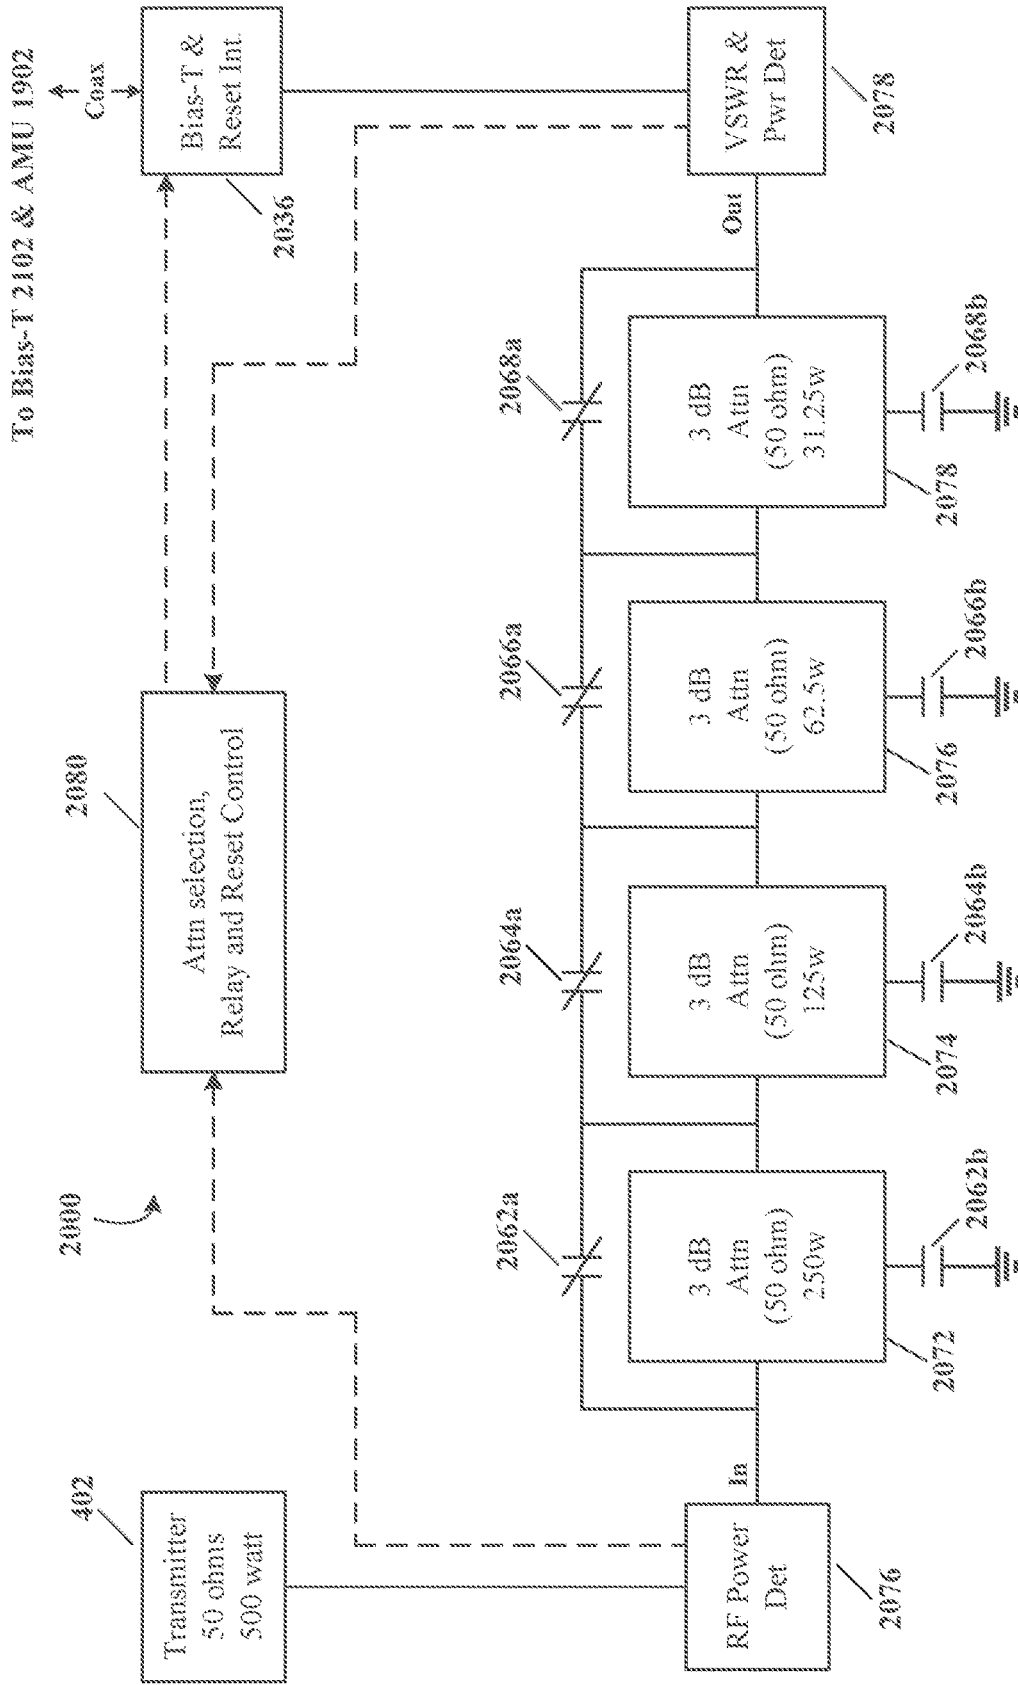 To Bias-T 2102 & AMU 1902
Coax
402
Transmitter
50 ohms
500 watt
2000
2080
Attn selection,
Relay and Reset Control
Bias-T &
Reset Int.
2036
2062a
2064a
2066a
2068a
RF Power
Det
2076
In
3 dB
Attn
(50 ohm)
250w
2072
2062b
3 dB
Attn
(50 ohm)
125w
2074
2064b
3 dB
Attn
(50 ohm)
62.5w
2076
2066b
3 dB
Attn
(50 ohm)
31.25w
2078
2068b
Out
VSWR &
Pwr Det
2078